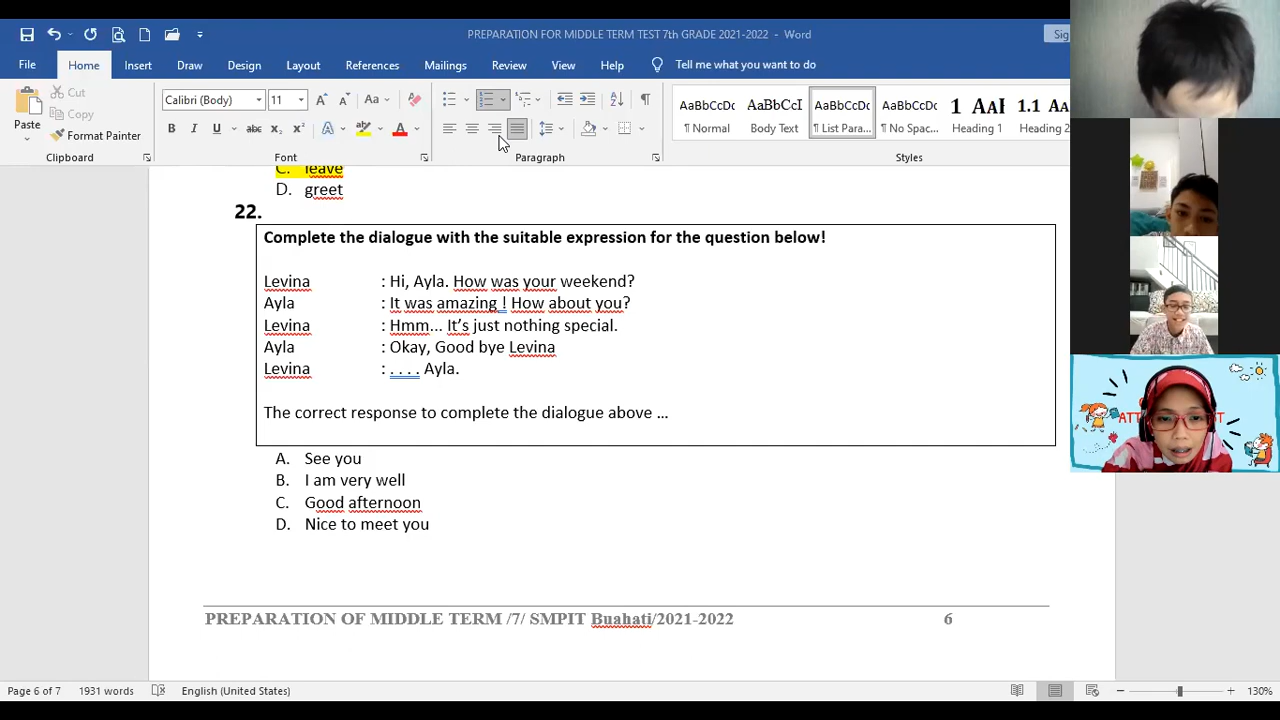 PREPARATION FOR MIDDLE TERM TEST 7th GRADE 2021-2022 - Word
File Home Insert Draw Design Layout References Mailings Review View Help Tell me what you want to do
Paste
Cut
Copy
Format Painter
Clipboard
Calibri (Body) 11
Font
Paragraph
AaBbCcDc ¶ Normal
AaBbCcI Body Text
AaBbCcDc ¶ List Para...
AaBbCcDc ¶ No Spac...
1 Aa Heading 1
1.1 Aa Heading 2
Styles
C. leave
D. greet
22.
Complete the dialogue with the suitable expression for the question below!
Levina : Hi, Ayla. How was your weekend?
Ayla : It was amazing ! How about you?
Levina : Hmm... It’s just nothing special.
Ayla : Okay, Good bye Levina
Levina : . . . . Ayla.
The correct response to complete the dialogue above ...
A. See you
B. I am very well
C. Good afternoon
D. Nice to meet you
PREPARATION OF MIDDLE TERM /7/ SMPIT Buahati/2021-2022 6
Page 6 of 7 1931 words English (United States) 130%